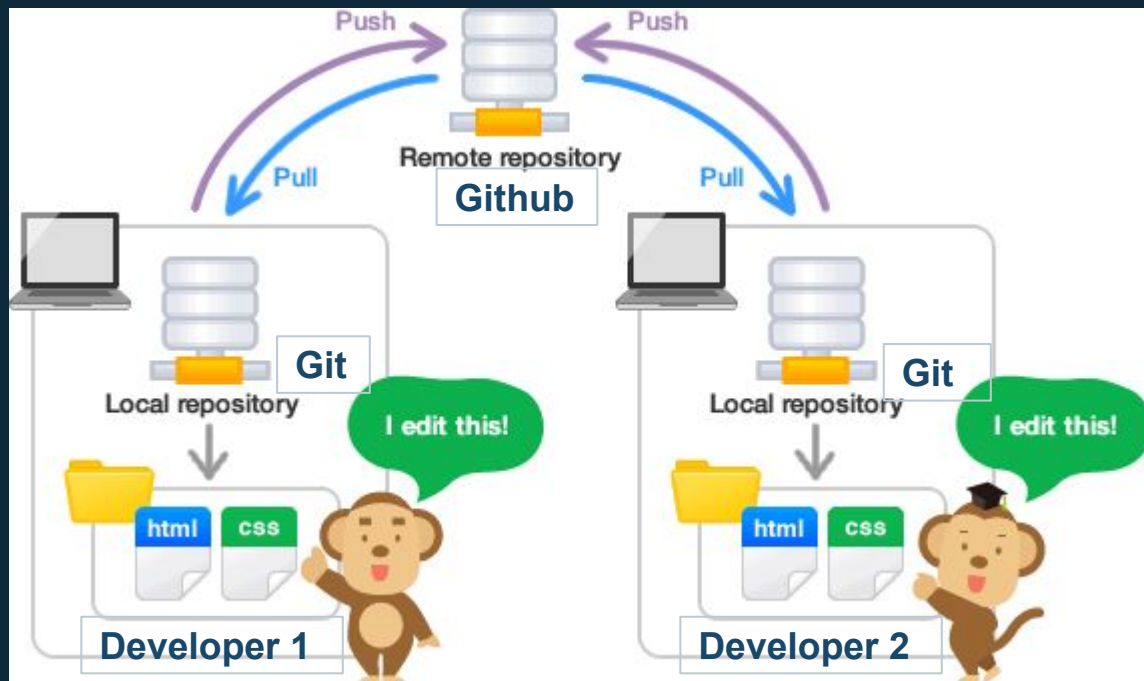 Push
Push
Remote repository
Pull
Pull
Github
Git
Git
Local repository
Local repository
I edit this!
I edit this!
html
css
html
css
Developer 1
Developer 2